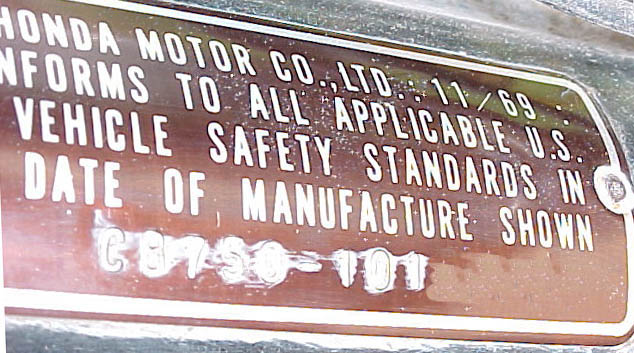 HONDA MOTOR CO., LTD. : 11/69 :
NFORMS TO ALL APPLICABLE U.S.
VEHICLE SAFETY STANDARDS IN
DATE OF MANUFACTURE SHOWN
CB750-101